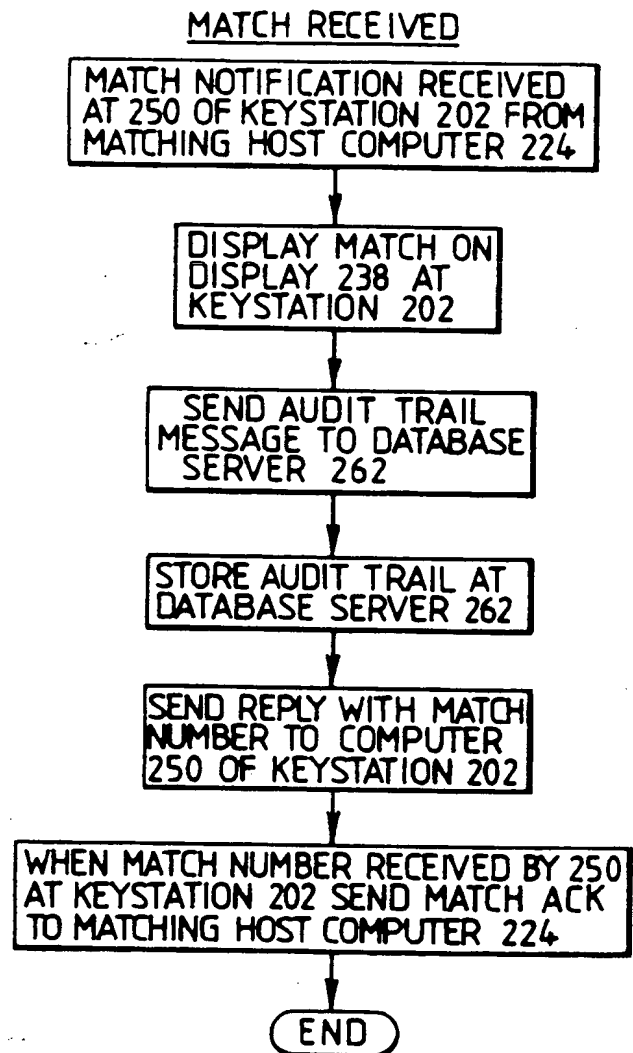 MATCH RECEIVED
MATCH NOTIFICATION RECEIVED
AT 250 OF KEYSTATION 202 FROM
MATCHING HOST COMPUTER 224
DISPLAY MATCH ON
DISPLAY 238 AT
KEYSTATION 202
SEND AUDIT TRAIL
MESSAGE TO DATABASE
SERVER 262
STORE AUDIT TRAIL AT
DATABASE SERVER 262
SEND REPLY WITH MATCH
NUMBER TO COMPUTER
250 OF KEYSTATION 202
WHEN MATCH NUMBER RECEIVED BY 250
AT KEYSTATION 202 SEND MATCH ACK
TO MATCHING HOST COMPUTER 224
END